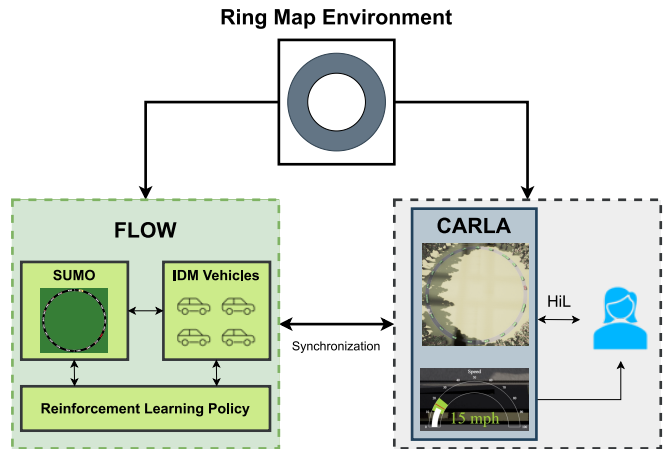 Ring Map Environment
FLOW
SUMO
IDM Vehicles
Reinforcement Learning Policy
Synchronization
CARLA
HiL
Speed
15 mph